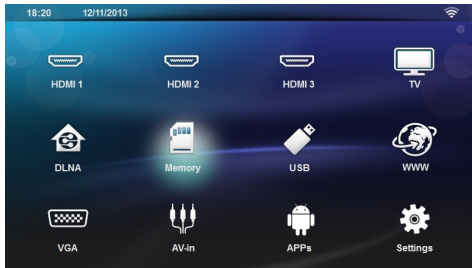 18:20 12/11/2013
HDMI 1 HDMI 2 HDMI 3 TV
DLNA Memory USB WWW
VGA AV-in APPs Settings